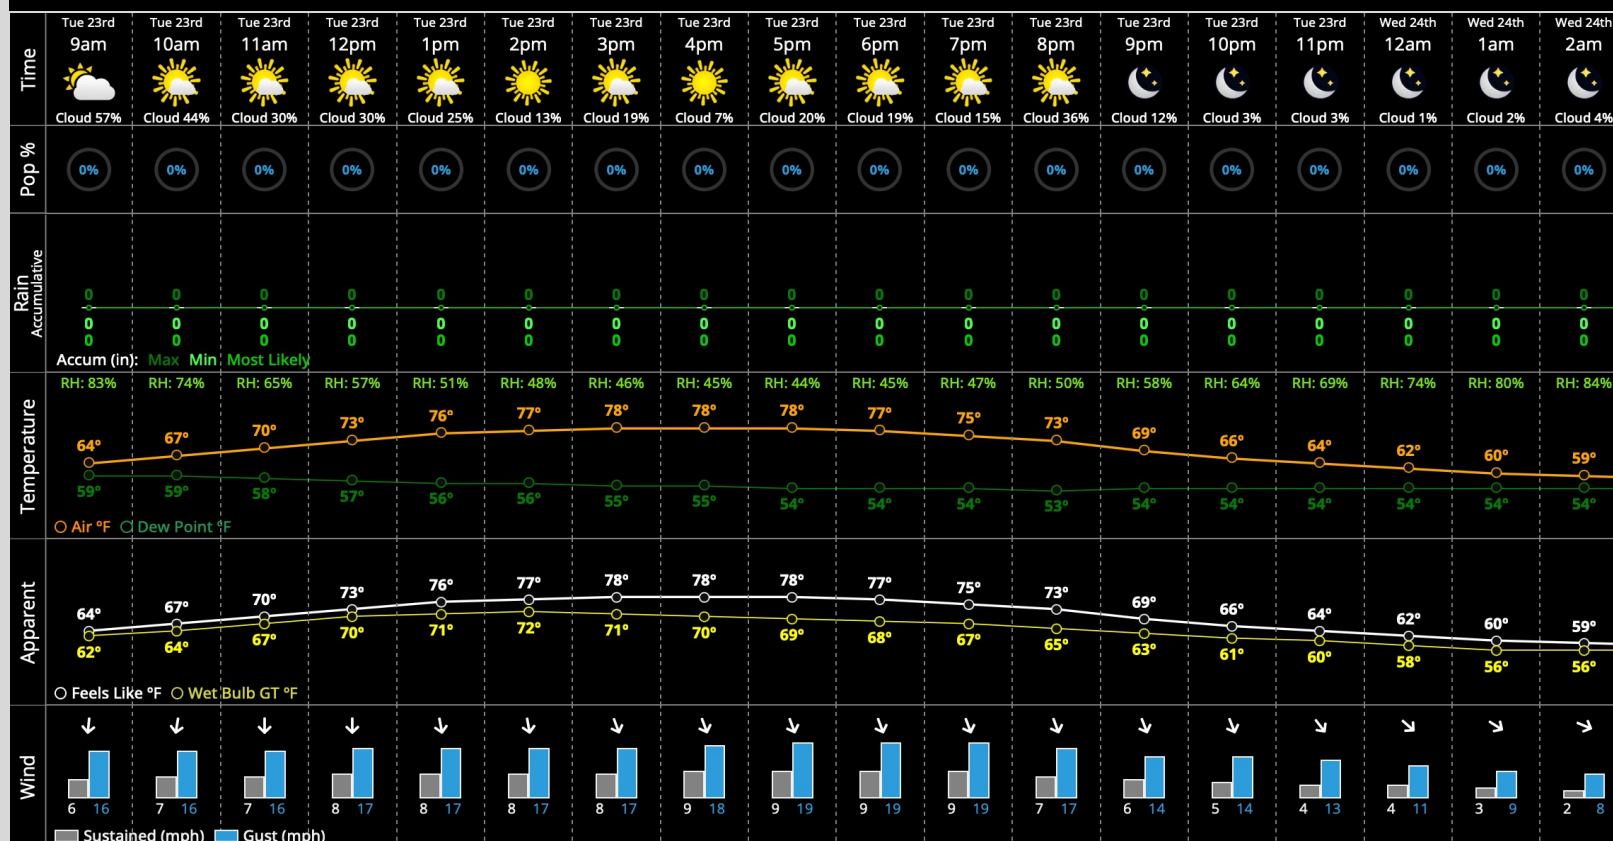 Time
Tue 23rd Tue 23rd Tue 23rd Tue 23rd Tue 23rd Tue 23rd Tue 23rd Tue 23rd Tue 23rd Tue 23rd Tue 23rd Tue 23rd Tue 23rd Tue 23rd Tue 23rd Wed 24th Wed 24th Wed 24th
9am 10am 11am 12pm 1pm 2pm 3pm 4pm 5pm 6pm 7pm 8pm 9pm 10pm 11pm 12am 1am 2am
Cloud 57% Cloud 44% Cloud 30% Cloud 30% Cloud 25% Cloud 13% Cloud 19% Cloud 7% Cloud 20% Cloud 19% Cloud 15% Cloud 36% Cloud 12% Cloud 3% Cloud 3% Cloud 1% Cloud 2% Cloud 4%
Pop %
0% 0% 0% 0% 0% 0% 0% 0% 0% 0% 0% 0% 0% 0% 0% 0% 0% 0%
Rain
Accumulative
0 0 0 0 0 0 0 0 0 0 0 0 0 0 0 0 0 0
0 0 0 0 0 0 0 0 0 0 0 0 0 0 0 0 0 0
0 0 0 0 0 0 0 0 0 0 0 0 0 0 0 0 0 0
Accum (in): Max Min Most Likely
Temperature
RH: 83% RH: 74% RH: 65% RH: 57% RH: 51% RH: 48% RH: 46% RH: 45% RH: 44% RH: 45% RH: 47% RH: 50% RH: 58% RH: 64% RH: 69% RH: 74% RH: 80% RH: 84%
64° 67° 70° 73° 76° 77° 78° 78° 78° 77° 75° 73° 69° 66° 64° 62° 60° 59°
59° 59° 58° 57° 56° 56° 55° 55° 54° 54° 54° 53° 54° 54° 54° 54° 54° 54°
Air °F Dew Point °F
Apparent
64° 67° 70° 73° 76° 77° 78° 78° 78° 77° 75° 73° 69° 66° 64° 62° 60° 59°
62° 64° 67° 70° 71° 72° 71° 70° 69° 68° 67° 65° 63° 61° 60° 58° 56° 56°
Feels Like °F Wet Bulb GT °F
Wind
6 16 7 16 7 16 8 17 8 17 8 17 8 17 9 18 9 19 9 19 9 19 7 17 6 14 5 14 4 13 4 11 3 9 2 8
Sustained (mph) Gust (mph)